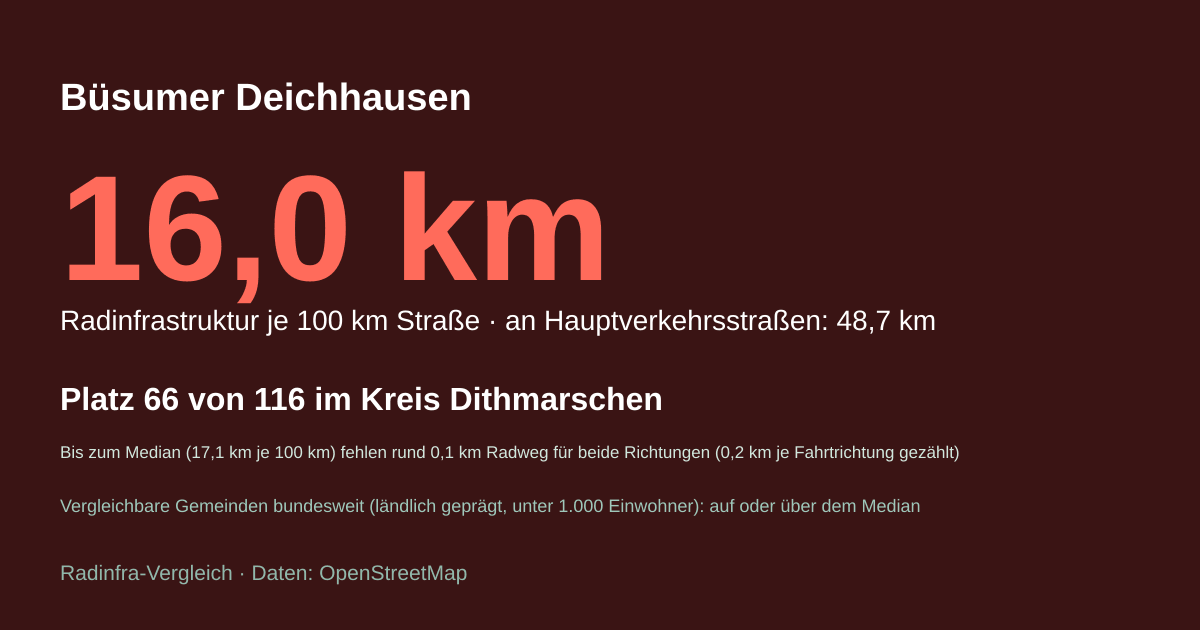 Büsumer Deichhausen
16,0 km
Radinfrastruktur je 100 km Straße · an Hauptverkehrsstraßen: 48,7 km
Platz 66 von 116 im Kreis Dithmarschen
Bis zum Median (17,1 km je 100 km) fehlen rund 0,1 km Radweg für beide Richtungen (0,2 km je Fahrtrichtung gezählt)
Vergleichbare Gemeinden bundesweit (ländlich geprägt, unter 1.000 Einwohner): auf oder über dem Median
Radinfra-Vergleich · Daten: OpenStreetMap